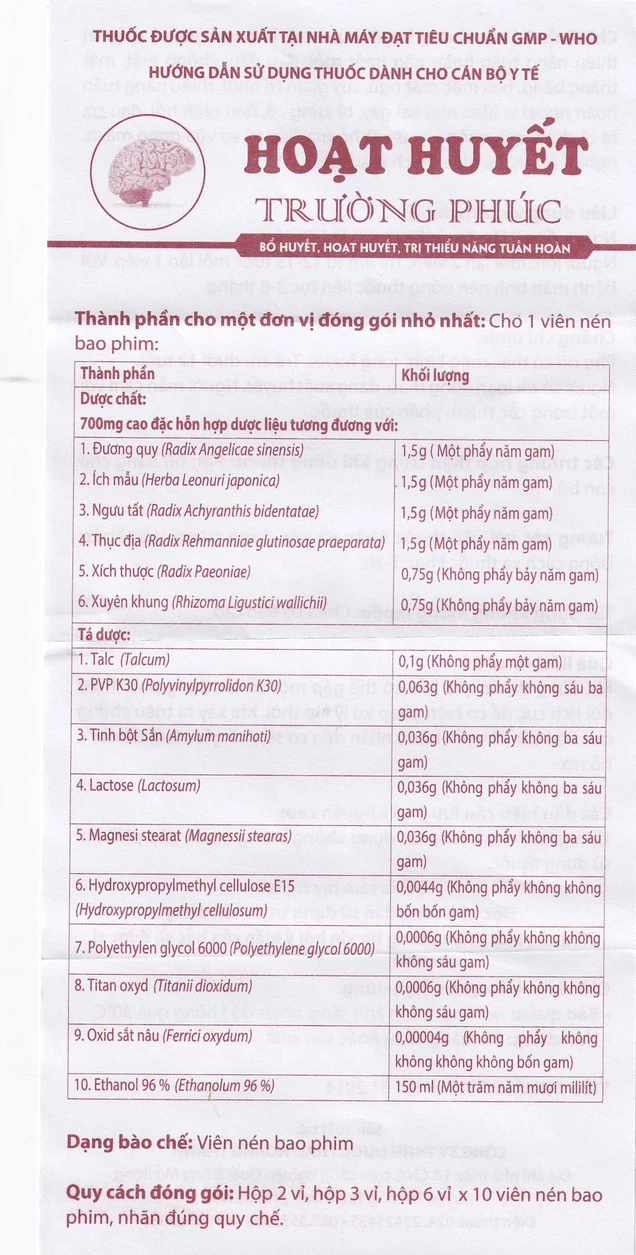 THUỐC ĐƯỢC SẢN XUẤT TẠI NHÀ MÁY ĐẠT TIÊU CHUẨN GMP - WHO
HƯỚNG DẪN SỬ DỤNG THUỐC DÀNH CHO CÁN BỘ Y TẾ
HOẠT HUYẾT
TRƯỜNG PHÚC
BỔ HUYẾT, HOẠT HUYẾT, TRỊ THIỂU NĂNG TUẦN HOÀN
Thành phần cho một đơn vị đóng gói nhỏ nhất: Cho 1 viên nén
bao phim:
Thành phần Khối lượng
Dược chất:
700mg cao đặc hỗn hợp dược liệu tương đương với:
1. Đương quy (Radix Angelicae sinensis) 1,5g ( Một phẩy năm gam)
2. Ích mẫu (Herba Leonuri japonica) 1,5g (Một phẩy năm gam)
3. Ngưu tất (Radix Achyranthis bidentatae) 1,5g (Một phẩy năm gam)
4. Thục địa (Radix Rehmanniae glutinosae praeparata) 1,5g (Một phẩy năm gam)
5. Xích thược (Radix Paeoniae) 0,75g (Không phẩy bảy năm gam)
6. Xuyên khung (Rhizoma Ligustici wallichii) 0,75g (Không phẩy bảy năm gam)
Tá dược:
1. Talc (Talcum) 0,1g (Không phẩy một gam)
2. PVP K30 (Polyvinylpyrrolidon K30) 0,063g (Không phẩy không sáu ba
gam)
3. Tinh bột Sắn (Amylum manihoti) 0,036g (Không phẩy không ba sáu
gam)
4. Lactose (Lactosum) 0,036g (Không phẩy không ba sáu
gam)
5. Magnesi stearat (Magnessii stearas) 0,036g (Không phẩy không ba sáu
gam)
6. Hydroxypropylmethyl cellulose E15 0,0044g (Không phẩy không không
(Hydroxypropylmethyl cellulosum) bốn bốn gam)
7. Polyethylen glycol 6000 (Polyethylene glycol 6000) 0,0006g (Không phẩy không không
không sáu gam)
8. Titan oxyd (Titanii dioxidum) 0,0006g (Không phẩy không không
không sáu gam)
9. Oxid sắt nâu (Ferrici oxydum) 0,00004g (Không phẩy không
không không không bốn gam)
10. Ethanol 96 % (Ethanolum 96 %) 150 ml (Một trăm năm mươi mililít)
Dạng bào chế: Viên nén bao phim
Quy cách đóng gói: Hộp 2 vỉ, hộp 3 vỉ, hộp 6 vỉ x 10 viên nén bao
phim, nhãn đúng quy chế.